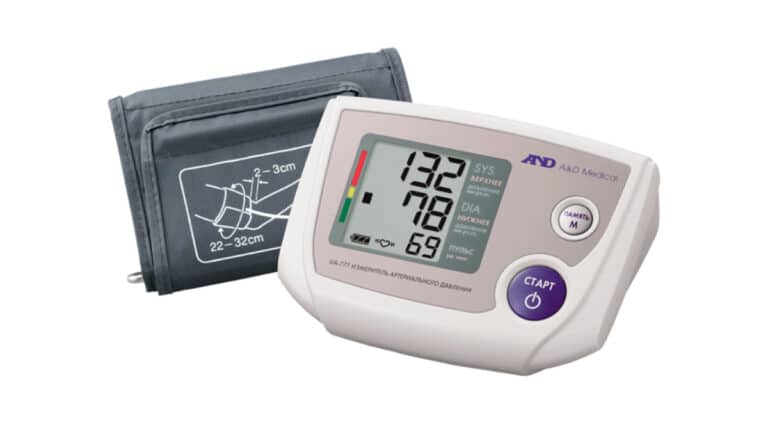 2-3cm
22-32cm
AND A&D Medical
132
SYS
ВЕРХНЕЕ
78
DIA
НИЖНЕЕ
69
ПУЛЬС
ПАМЯТЬ
M
СТАРТ
UA-777 ИЗМЕРИТЕЛЬ АРТЕРИАЛЬНОГО ДАВЛЕНИЯ